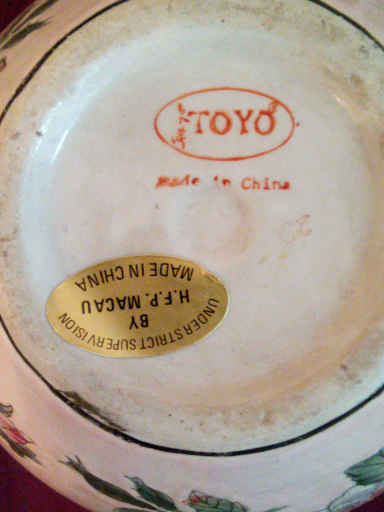 TOYO
Made in China
UNDER STRICT SUPERVISION
BY
H.F.P. MACAU
MADE IN CHINA